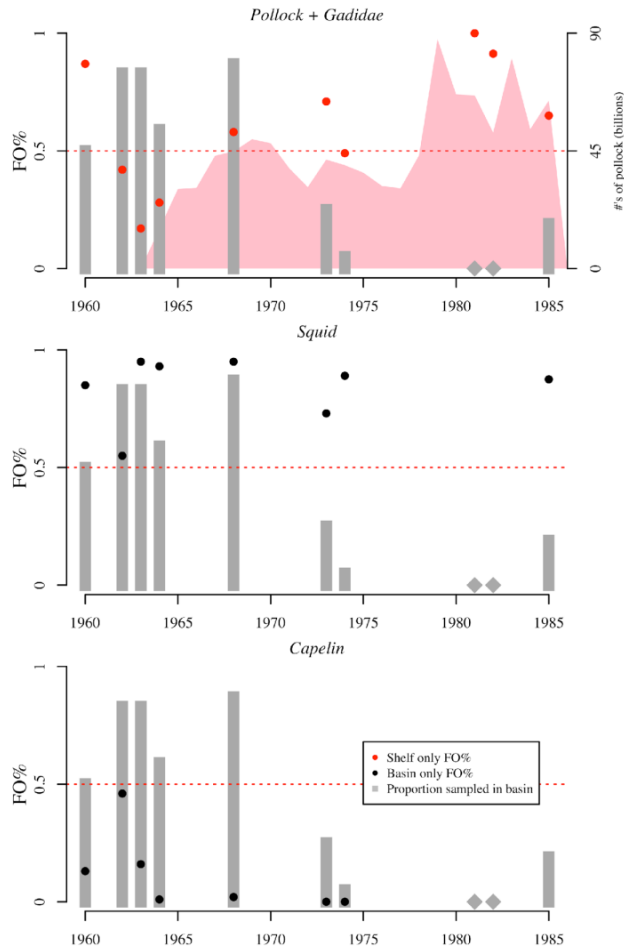 Pollock + Gadidae
1
0.5
0
FO%
90
45
0
#'s of pollock (billions)
1960 1965 1970 1975 1980 1985
Squid
1
0.5
0
FO%
1960 1965 1970 1975 1980 1985
Capelin
1
0.5
0
FO%
Shelf only FO%
Basin only FO%
Proportion sampled in basin
1960 1965 1970 1975 1980 1985